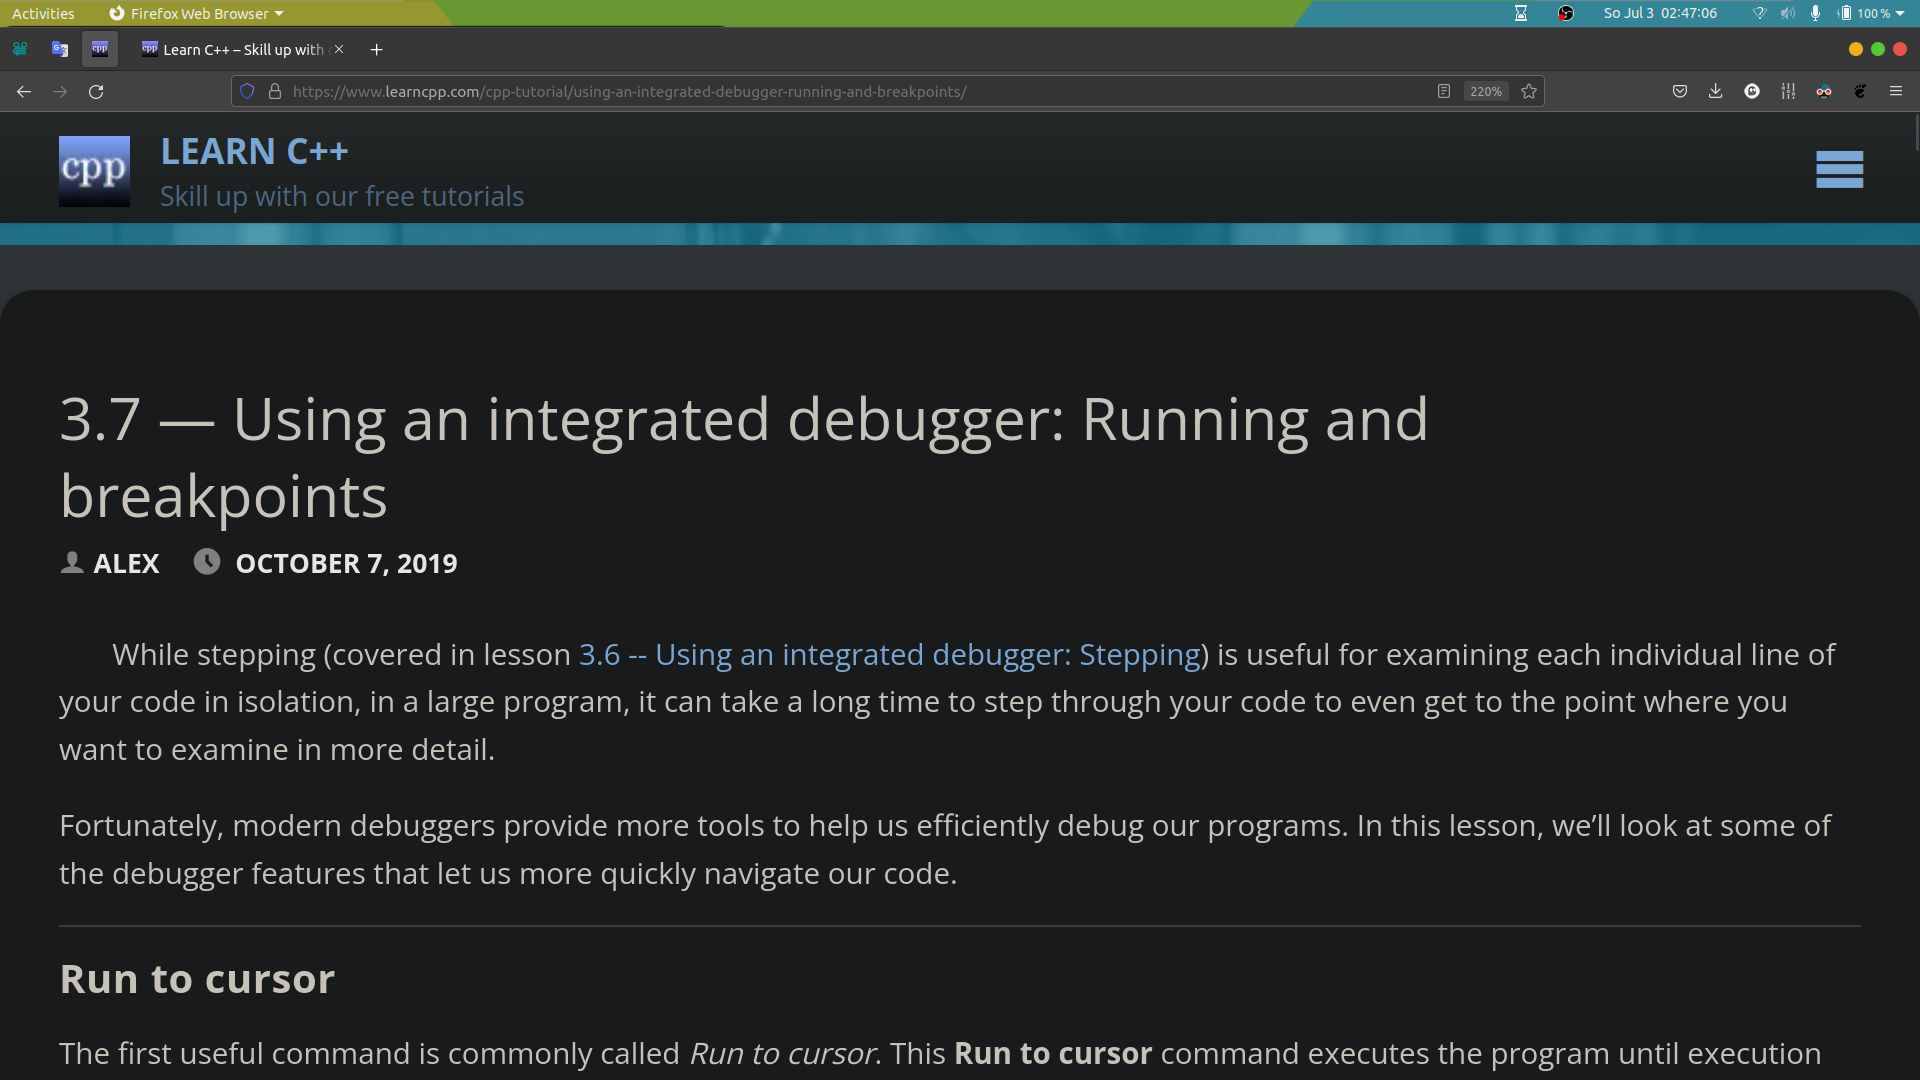 Activities
Firefox Web Browser
So Jul 3 02:47:06
100 %
cpp
Learn C++ – Skill up with
https://www.learncpp.com/cpp-tutorial/using-an-integrated-debugger-running-and-breakpoints/
220%
cpp
LEARN C++
Skill up with our free tutorials
3.7 — Using an integrated debugger: Running and
breakpoints
ALEX
OCTOBER 7, 2019
While stepping (covered in lesson 3.6 -- Using an integrated debugger: Stepping) is useful for examining each individual line of
your code in isolation, in a large program, it can take a long time to step through your code to even get to the point where you
want to examine in more detail.
Fortunately, modern debuggers provide more tools to help us efficiently debug our programs. In this lesson, we’ll look at some of
the debugger features that let us more quickly navigate our code.
Run to cursor
The first useful command is commonly called Run to cursor. This Run to cursor command executes the program until execution